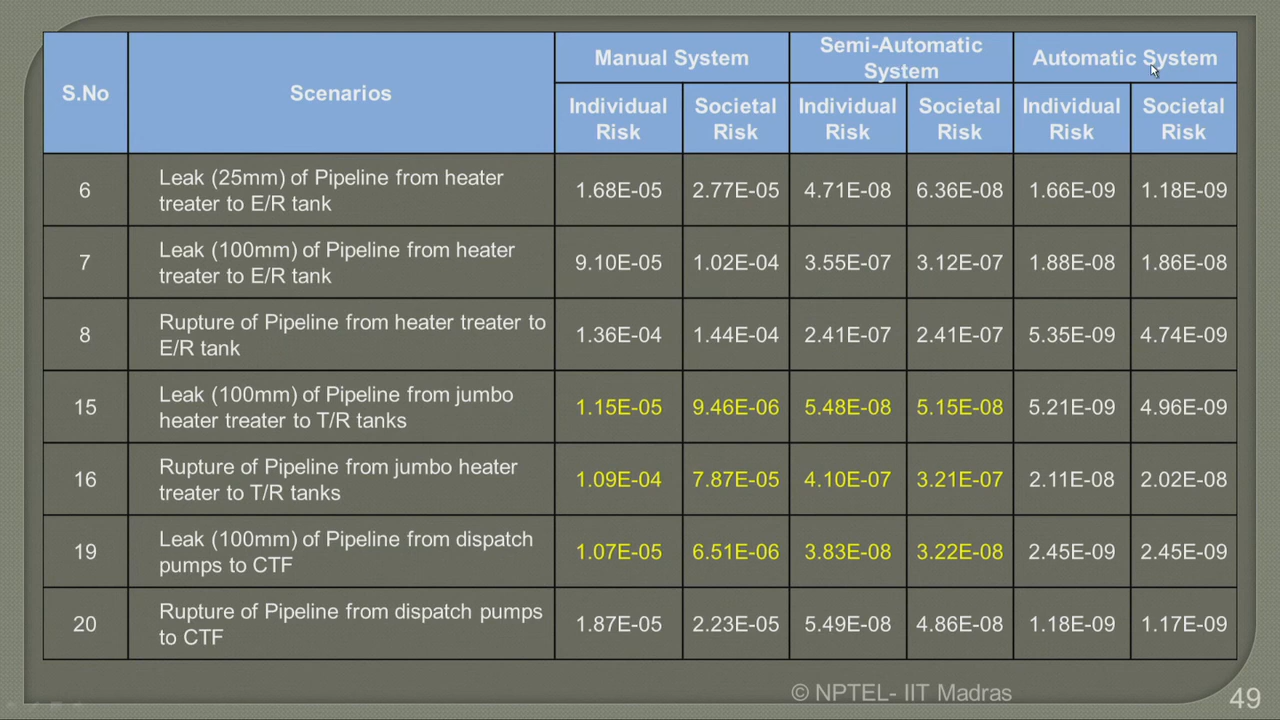 S.No
Scenarios
Manual System
Semi-Automatic
System
Automatic System
Individual
Risk
Societal
Risk
Individual
Risk
Societal
Risk
Individual
Risk
Societal
Risk
6
Leak (25mm) of Pipeline from heater
treater to E/R tank
1.68E-05
2.77E-05
4.71E-08
6.36E-08
1.66E-09
1.18E-09
7
Leak (100mm) of Pipeline from heater
treater to E/R tank
9.10E-05
1.02E-04
3.55E-07
3.12E-07
1.88E-08
1.86E-08
8
Rupture of Pipeline from heater treater to
E/R tank
1.36E-04
1.44E-04
2.41E-07
2.41E-07
5.35E-09
4.74E-09
15
Leak (100mm) of Pipeline from jumbo
heater treater to T/R tanks
1.15E-05
9.46E-06
5.48E-08
5.15E-08
5.21E-09
4.96E-09
16
Rupture of Pipeline from jumbo heater
treater to T/R tanks
1.09E-04
7.87E-05
4.10E-07
3.21E-07
2.11E-08
2.02E-08
19
Leak (100mm) of Pipeline from dispatch
pumps to CTF
1.07E-05
6.51E-06
3.83E-08
3.22E-08
2.45E-09
2.45E-09
20
Rupture of Pipeline from dispatch pumps
to CTF
1.87E-05
2.23E-05
5.49E-08
4.86E-08
1.18E-09
1.17E-09
© NPTEL- IIT Madras
49